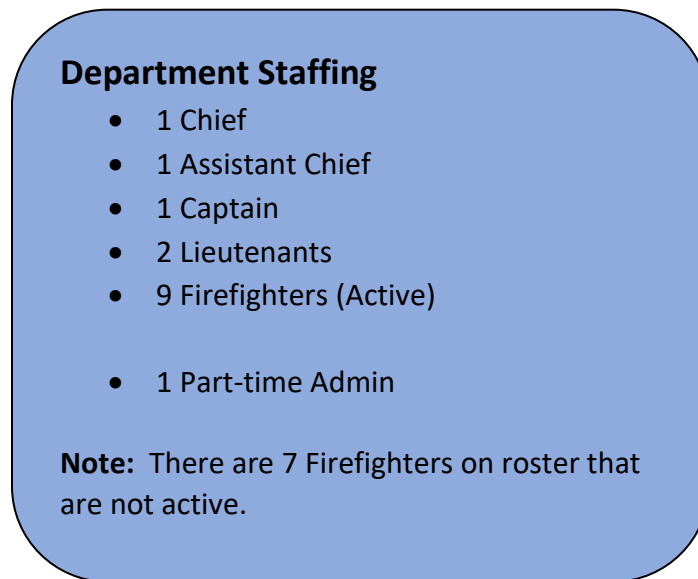 Department Staffing
• 1 Chief
• 1 Assistant Chief
• 1 Captain
• 2 Lieutenants
• 9 Firefighters (Active)
• 1 Part-time Admin
Note: There are 7 Firefighters on roster that
are not active.